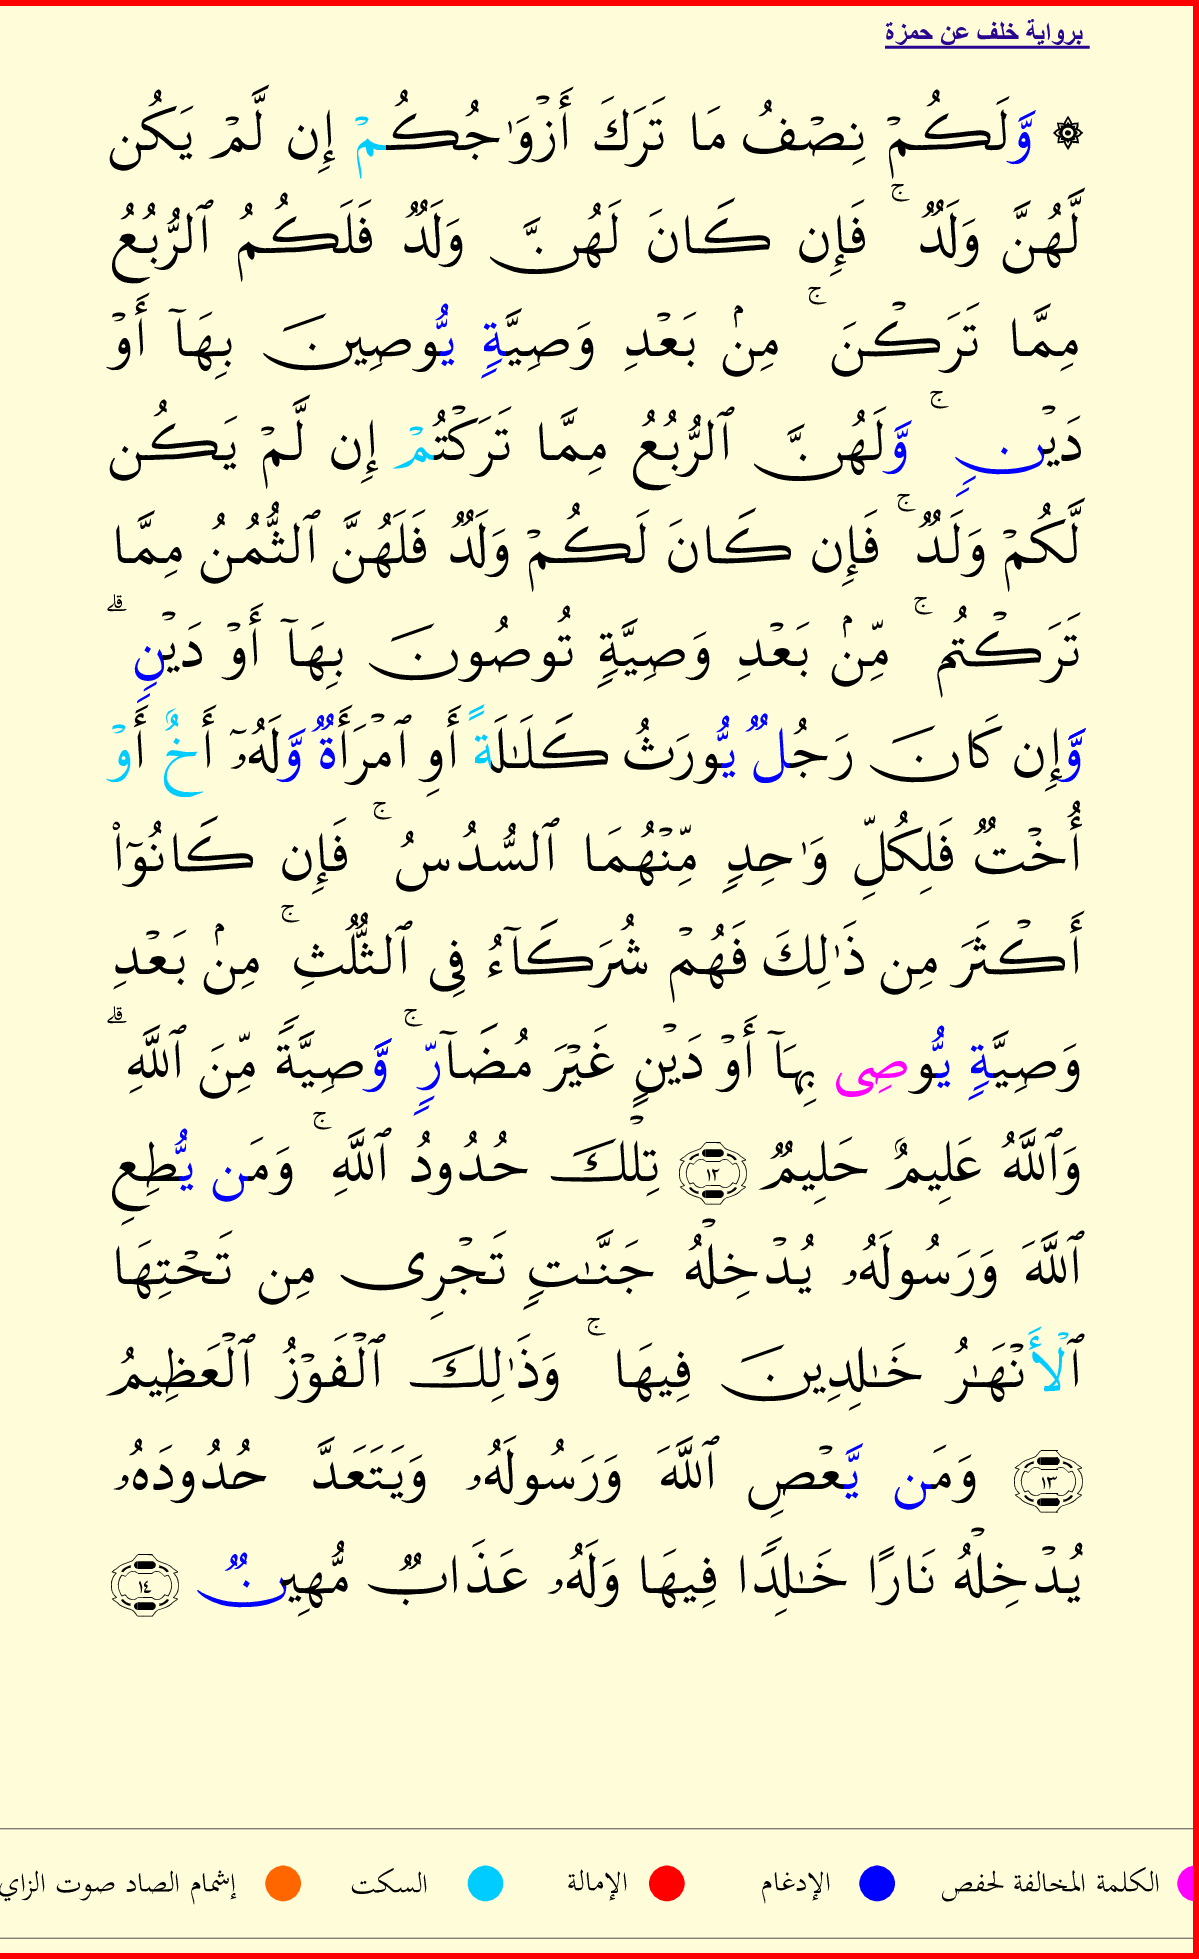 برواية خلف عن حمزة
۞ وَّلَكُمْ نِصْفُ مَا تَرَكَ أَزْوَٰجُكُمْ إِن لَّمْ يَكُن
لَّهُنَّ وَلَدٌ ۚ فَإِن كَانَ لَهُنَّ وَلَدٌ فَلَكُمُ ٱلرُّبُعُ
مِمَّا تَرَكْنَ ۚ مِنۢ بَعْدِ وَصِيَّةٍ يُّوصِينَ بِهَآ أَوْ
دَيْنٍ ۚ وَّلَهُنَّ ٱلرُّبُعُ مِمَّا تَرَكْتُمْ إِن لَّمْ يَكُن
لَّكُمْ وَلَدٌ ۚ فَإِن كَانَ لَكُمْ وَلَدٌ فَلَهُنَّ ٱلثُّمُنُ مِمَّا
تَرَكْتُم ۚ مِّنۢ بَعْدِ وَصِيَّةٍ تُوصُونَ بِهَآ أَوْ دَيْنٍ ۗ
وَّإِن كَانَ رَجُلٌ يُّورَثُ كَلَـٰلَةً أَوِ ٱمْرَأَةٌ وَّلَهُۥٓ أَخٌ أَوْ
أُخْتٌ فَلِكُلِّ وَٰحِدٍ مِّنْهُمَا ٱلسُّدُسُ ۚ فَإِن كَانُوٓا۟
أَكْثَرَ مِن ذَٰلِكَ فَهُمْ شُرَكَآءُ فِى ٱلثُّلُثِ ۚ مِنۢ بَعْدِ
وَصِيَّةٍ يُّوصِى بِهَآ أَوْ دَيْنٍ غَيْرَ مُضَآرٍّ ۚ وَّصِيَّةً مِّنَ ٱللَّهِ ۗ
وَٱللَّهُ عَلِيمٌ حَلِيمٌ ١٢ تِلْكَ حُدُودُ ٱللَّهِ ۚ وَمَن يُّطِعِ
ٱللَّهَ وَرَسُولَهُۥ يُدْخِلْهُ جَنَّـٰتٍ تَجْرِى مِن تَحْتِهَا
ٱلْأَنْهَـٰرُ خَـٰلِدِينَ فِيهَا ۚ وَذَٰلِكَ ٱلْفَوْزُ ٱلْعَظِيمُ
١٣ وَمَن يَّعْصِ ٱللَّهَ وَرَسُولَهُۥ وَيَتَعَدَّ حُدُودَهُۥ
يُدْخِلْهُ نَارًا خَـٰلِدًا فِيهَا وَلَهُۥ عَذَابٌ مُّهِينٌ ١٤
الكلمة المخالفة لحفص الإدغام الإمالة السكت إشمام الصاد صوت الزاي